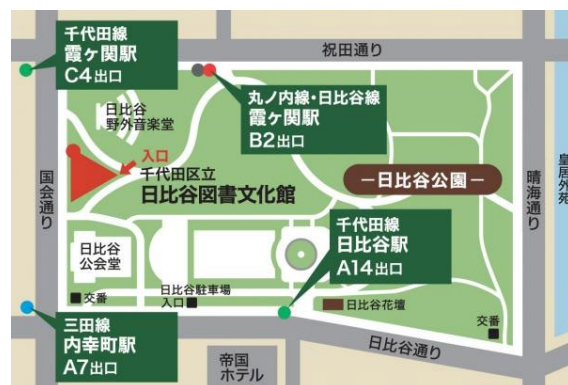 千代田線
霞ヶ関駅
C4出口
祝田通り
丸ノ内線・日比谷線
霞ヶ関駅
B2出口
日比谷
野外音楽堂
入口
千代田区立
日比谷図書文化館
日比谷公園
国会通り
晴海通り
皇居外苑
千代田線
日比谷駅
A14出口
日比谷
公会堂
交番
日比谷駐車場
入口
日比谷花壇
交番
三田線
内幸町駅
A7出口
日比谷通り
帝国
ホテル